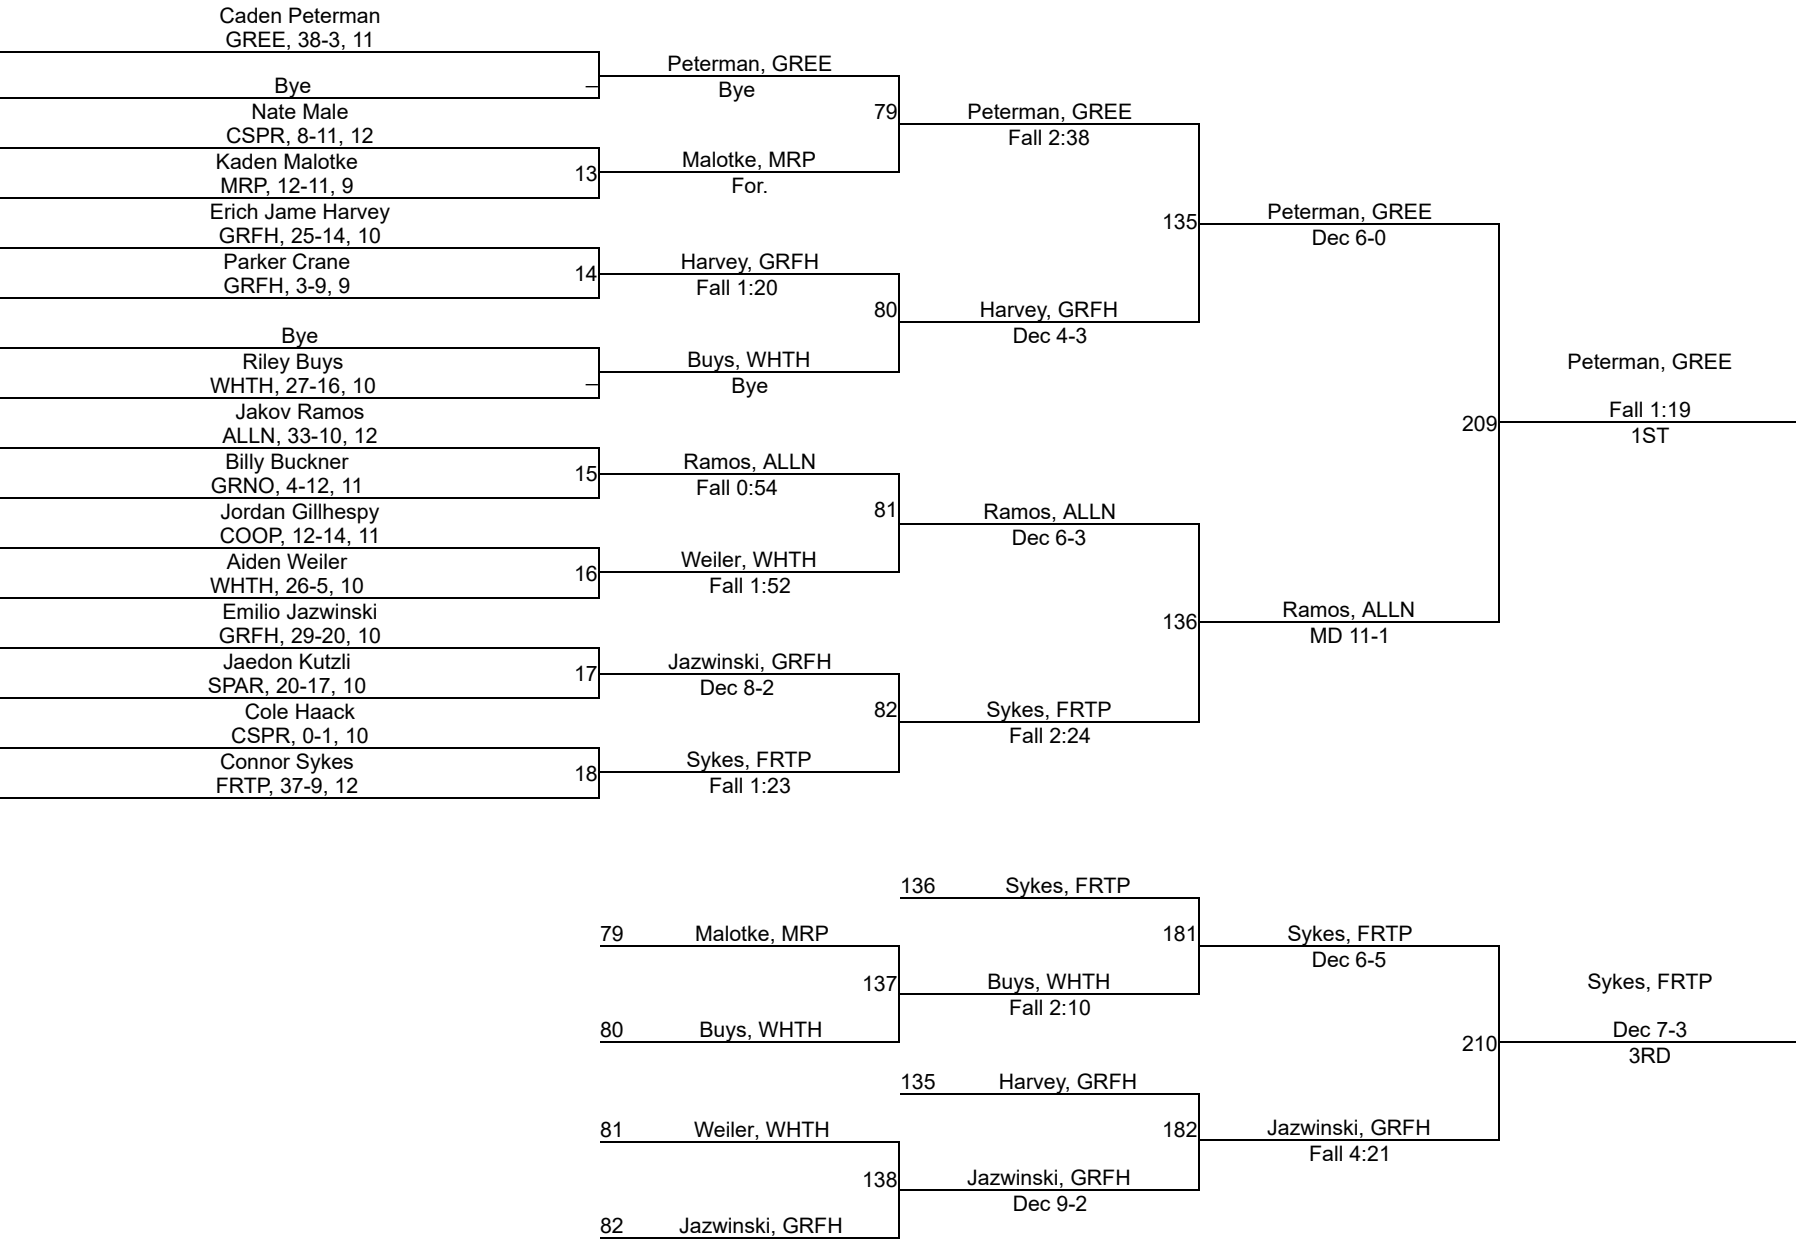 Caden Peterman
GREE, 38-3, 11
Bye
–
Nate Male
CSPR, 8-11, 12
Kaden Malotke
MRP, 12-11, 9
13
Erich Jame Harvey
GRFH, 25-14, 10
Parker Crane
GRFH, 3-9, 9
14
Bye
Riley Buys
WHTH, 27-16, 10
–
Jakov Ramos
ALLN, 33-10, 12
Billy Buckner
GRNO, 4-12, 11
15
Jordan Gillhespy
COOP, 12-14, 11
Aiden Weiler
WHTH, 26-5, 10
16
Emilio Jazwinski
GRFH, 29-20, 10
Jaedon Kutzli
SPAR, 20-17, 10
17
Cole Haack
CSPR, 0-1, 10
Connor Sykes
FRTP, 37-9, 12
18
Peterman, GREE
Bye
79
Malotke, MRP
For.
Harvey, GRFH
Fall 1:20
80
Buys, WHTH
Bye
Ramos, ALLN
Fall 0:54
81
Weiler, WHTH
Fall 1:52
Jazwinski, GRFH
Dec 8-2
82
Sykes, FRTP
Fall 1:23
Peterman, GREE
Fall 2:38
135
Harvey, GRFH
Dec 4-3
Ramos, ALLN
Dec 6-3
136
Sykes, FRTP
Fall 2:24
Peterman, GREE
Dec 6-0
209
Ramos, ALLN
MD 11-1
Peterman, GREE
Fall 1:19
1ST
79 Malotke, MRP
137
80 Buys, WHTH
81 Weiler, WHTH
138
82 Jazwinski, GRFH
136 Sykes, FRTP
181
Buys, WHTH
Fall 2:10
135 Harvey, GRFH
182
Jazwinski, GRFH
Dec 9-2
Sykes, FRTP
Dec 6-5
210
Jazwinski, GRFH
Fall 4:21
Sykes, FRTP
Dec 7-3
3RD